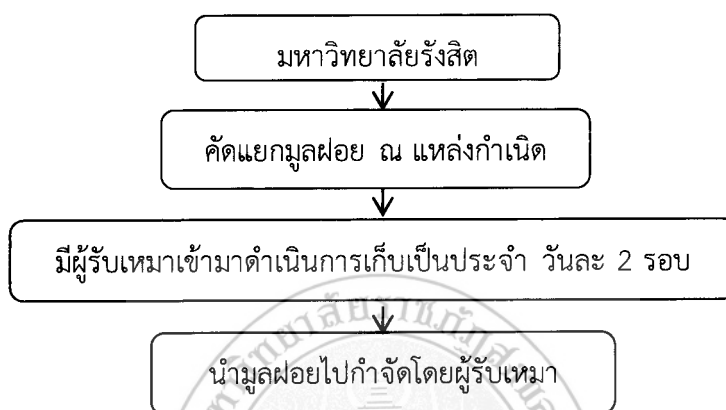 มหาวิทยาลัยรังสิต
คัดแยกมูลฝอย ณ แหล่งกำเนิด
มีผู้รับเหมาเข้ามาดำเนินการเก็บเป็นประจำ วันละ 2 รอบ
นำมูลฝอยไปกำจัดโดยผู้รับเหมา